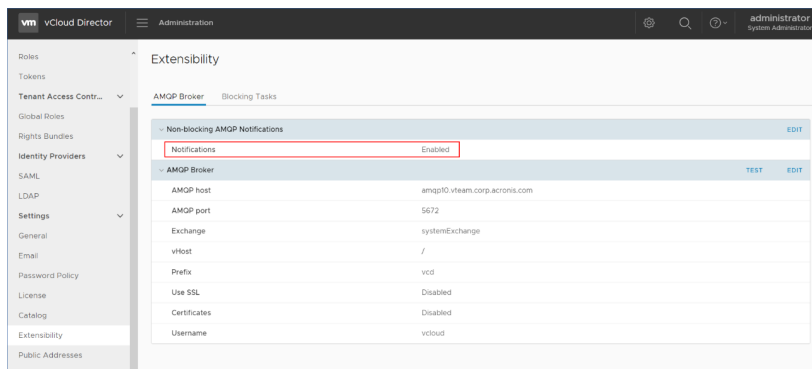 vm vCloud Director Administration administrator
System Administrator
Roles
Tokens
Tenant Access Contr...
Global Roles
Rights Bundles
Identity Providers
SAML
LDAP
Settings
General
Email
Password Policy
License
Catalog
Extensibility
Public Addresses
Extensibility
AMQP Broker Blocking Tasks
Non-blocking AMQP Notifications EDIT
Notifications Enabled
AMQP Broker TEST EDIT
AMQP host amqp10.vteam.corp.acronis.com
AMQP port 5672
Exchange systemExchange
vHost /
Prefix vcd
Use SSL Disabled
Certificates Disabled
Username vcloud